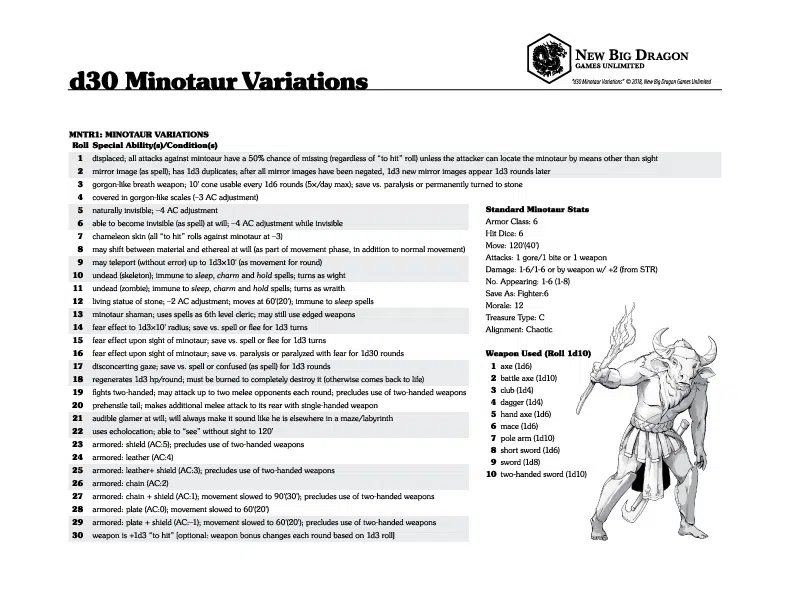 d30 Minotaur Variations
NEW BIG DRAGON
GAMES UNLIMITED
"d30 Minotaur Variations" ©2018, New Big Dragon Games Unlimited
MNTR1: MINOTAUR VARIATIONS
Roll Special Ability(s)/Condition(s)
1 displaced; all attacks against mintoaur have a 50% chance of missing (regardless of "to hit" roll) unless the attacker can locate the minotaur by means other than sight
2 mirror image (as spell); has 1d3 duplicates; after all mirror images have been negated, 1d3 new mirror images appear 1d3 rounds later
3 gorgon-like breath weapon; 10' cone usable every 1d6 rounds (5x/day max); save vs. paralysis or permanently turned to stone
4 covered in gorgon-like scales (–3 AC adjustment)
5 naturally invisible; –4 AC adjustment
6 able to become invisible (as spell) at will; –4 AC adjustment while invisible
7 chameleon skin (all "to hit" rolls against minotaur at –3)
8 may shift between material and ethereal at will (as part of movement phase, in addition to normal movement)
9 may teleport (without error) up to 1d3x10' (as movement for round)
10 undead (skeleton); immune to sleep, charm and hold spells; turns as wight
11 undead (zombie); immune to sleep, charm and hold spells; turns as wraith
12 living statue of stone; –2 AC adjustment; moves at 60'(20'); immune to sleep spells
13 minotaur shaman; uses spells as 6th level cleric; may still use edged weapons
14 fear effect to 1d3x10' radius; save vs. spell or flee for 1d3 turns
15 fear effect upon sight of minotaur; save vs. spell or flee for 1d3 turns
16 fear effect upon sight of minotaur; save vs. paralysis or paralyzed with fear for 1d30 rounds
17 disconcerting gaze; save vs. spell or confused (as spell) for 1d3 rounds
18 regenerates 1d3 hp/round; must be burned to completely destroy it (otherwise comes back to life)
19 fights two-handed; may attack up to two melee opponents each round; precludes use of two-handed weapons
20 prehensile tail; makes additional melee attack to its rear with single-handed weapon
21 audible glamer at will; will always make it sound like he is elsewhere in a maze/labyrinth
22 uses echolocation; able to "see" without sight to 120'
23 armored: shield (AC:5); precludes use of two-handed weapons
24 armored: leather (AC:4)
25 armored: leather+ shield (AC:3); precludes use of two-handed weapons
26 armored: chain (AC:2)
27 armored: chain + shield (AC:1); movement slowed to 90'(30'); precludes use of two-handed weapons
28 armored: plate (AC:0); movement slowed to 60'(20')
29 armored: plate + shield (AC:–1); movement slowed to 60'(20'); precludes use of two-handed weapons
30 weapon is +1d3 "to hit" [optional: weapon bonus changes each round based on 1d3 roll]
Standard Minotaur Stats
Armor Class: 6
Hit Dice: 6
Move: 120'(40')
Attacks: 1 gore/1 bite or 1 weapon
Damage: 1-6/1-6 or by weapon w/ +2 (from STR)
No. Appearing: 1-6 (1-8)
Save As: Fighter:6
Morale: 12
Treasure Type: C
Alignment: Chaotic
Weapon Used (Roll 1d10)
1 axe (1d6)
2 battle axe (1d10)
3 club (1d4)
4 dagger (1d4)
5 hand axe (1d6)
6 mace (1d6)
7 pole arm (1d10)
8 short sword (1d6)
9 sword (1d8)
10 two-handed sword (1d10)